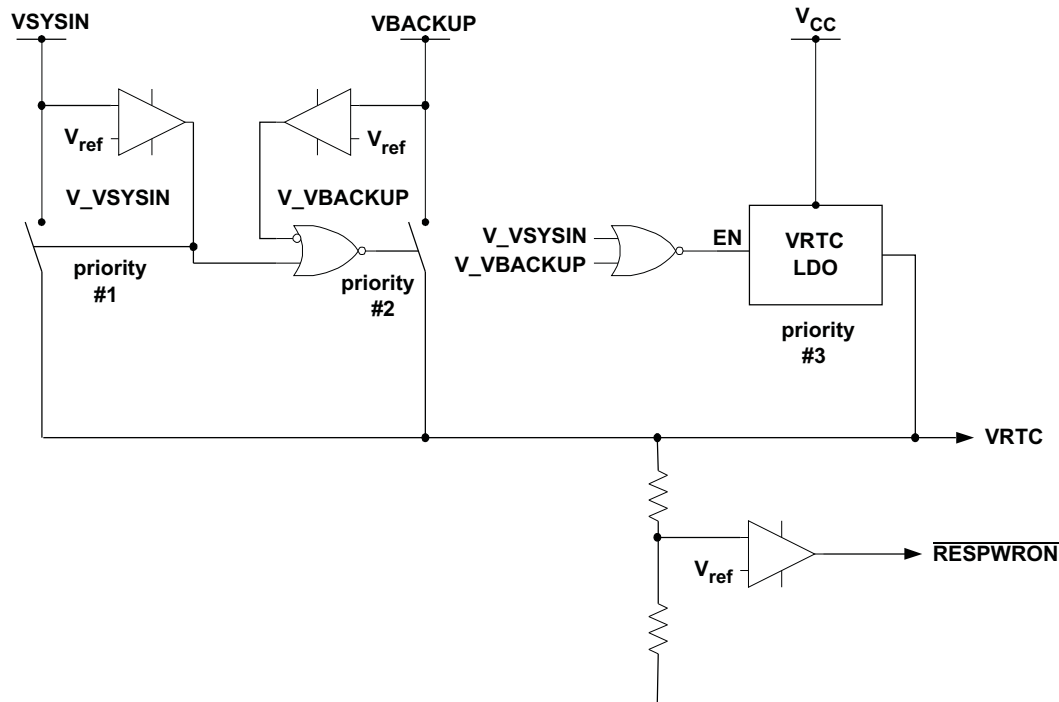 VSYSIN
VBACKUP
VCC
Vref
Vref
V_VSYSIN
V_VBACKUP
priority
#1
priority
#2
V_VSYSIN
V_VBACKUP
EN
VRTC
LDO
priority
#3
VRTC
Vref
RESPWRON